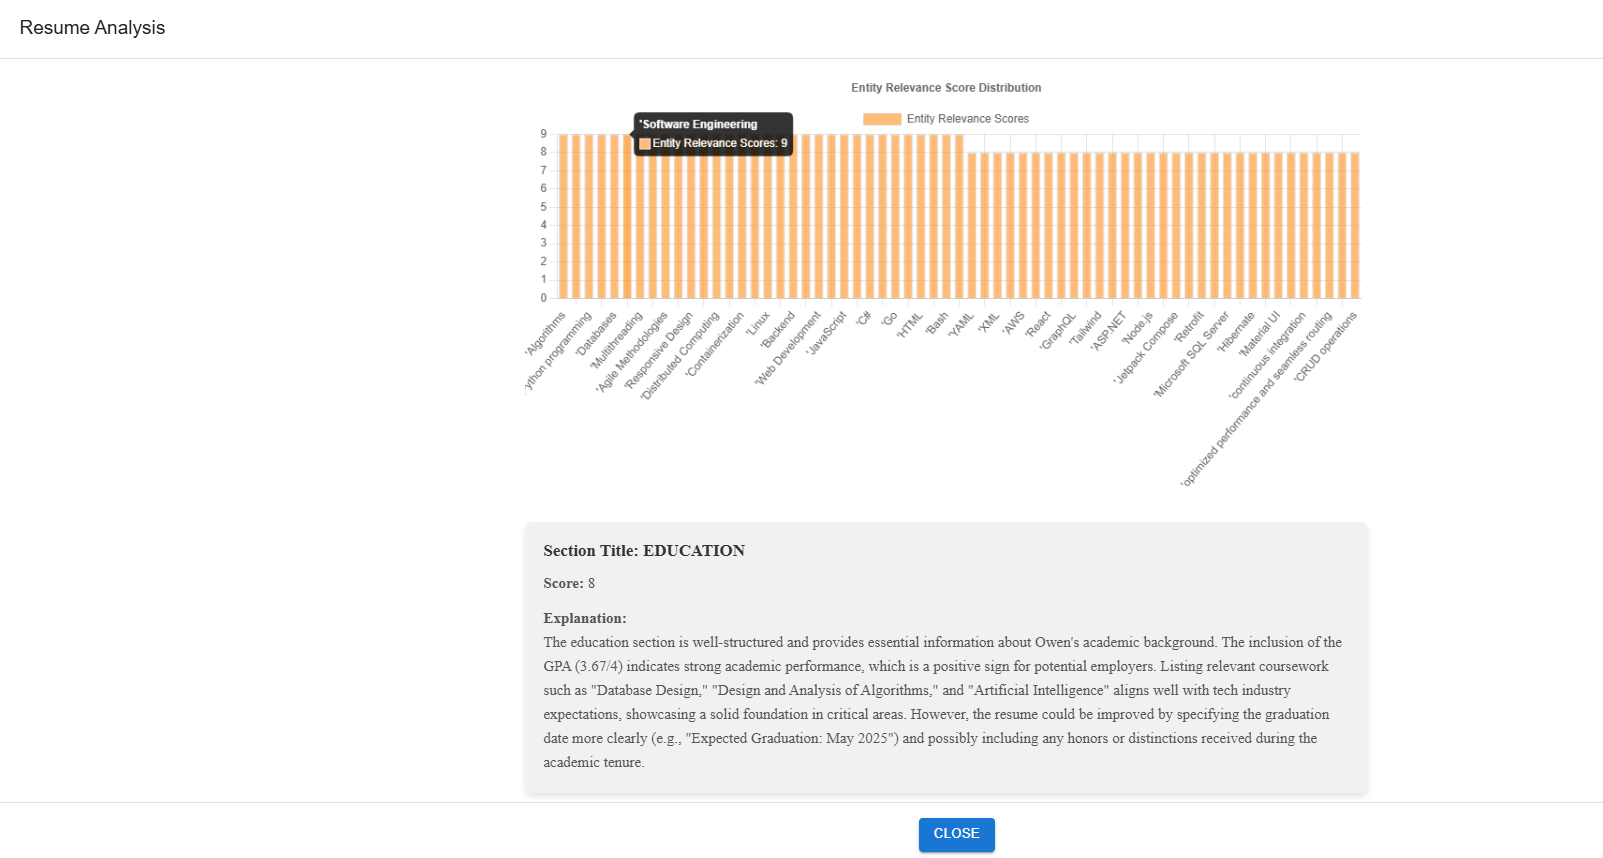 Resume Analysis
Entity Relevance Score Distribution
Entity Relevance Scores
'Software Engineering
Entity Relevance Scores: 9
9
8
7
6
5
4
3
2
1
0
'Algorithms
ython programming
'Databases
'Multithreading
'Agile Methodologies
'Responsive Design
'Distributed Computing
'Containerization
'Linux
'Backend
'Web Development
'JavaScript
'C#
'Go
'HTML
'Bash
'YAML
'XML
'AWS
'React
'GraphQL
'Tailwind
'ASP.NET
'Node.js
'Jetpack Compose
'Retrofit
'Microsoft SQL Server
'Hibernate
'Material UI
'continuous integration
'optimized performance and seamless routing
'CRUD operations
Section Title: EDUCATION
Score: 8
Explanation:
The education section is well-structured and provides essential information about Owen's academic background. The inclusion of the
GPA (3.67/4) indicates strong academic performance, which is a positive sign for potential employers. Listing relevant coursework
such as "Database Design," "Design and Analysis of Algorithms," and "Artificial Intelligence" aligns well with tech industry
expectations, showcasing a solid foundation in critical areas. However, the resume could be improved by specifying the graduation
date more clearly (e.g., "Expected Graduation: May 2025") and possibly including any honors or distinctions received during the
academic tenure.
CLOSE